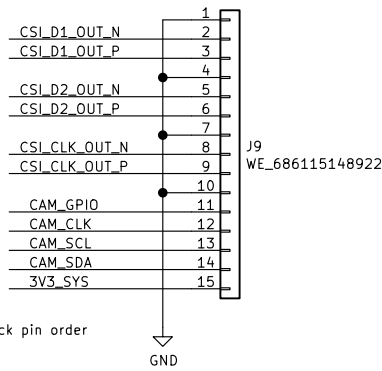 1
CSI_D1_OUT_N 2
CSI_D1_OUT_P 3
4
CSI_D2_OUT_N 5
CSI_D2_OUT_P 6
7
CSI_CLK_OUT_N 8
CSI_CLK_OUT_P 9
10
CAM_GPIO 11
CAM_CLK 12
CAM_SCL 13
CAM_SDA 14
3V3_SYS 15
J9
WE_686115148922
pin order
GND